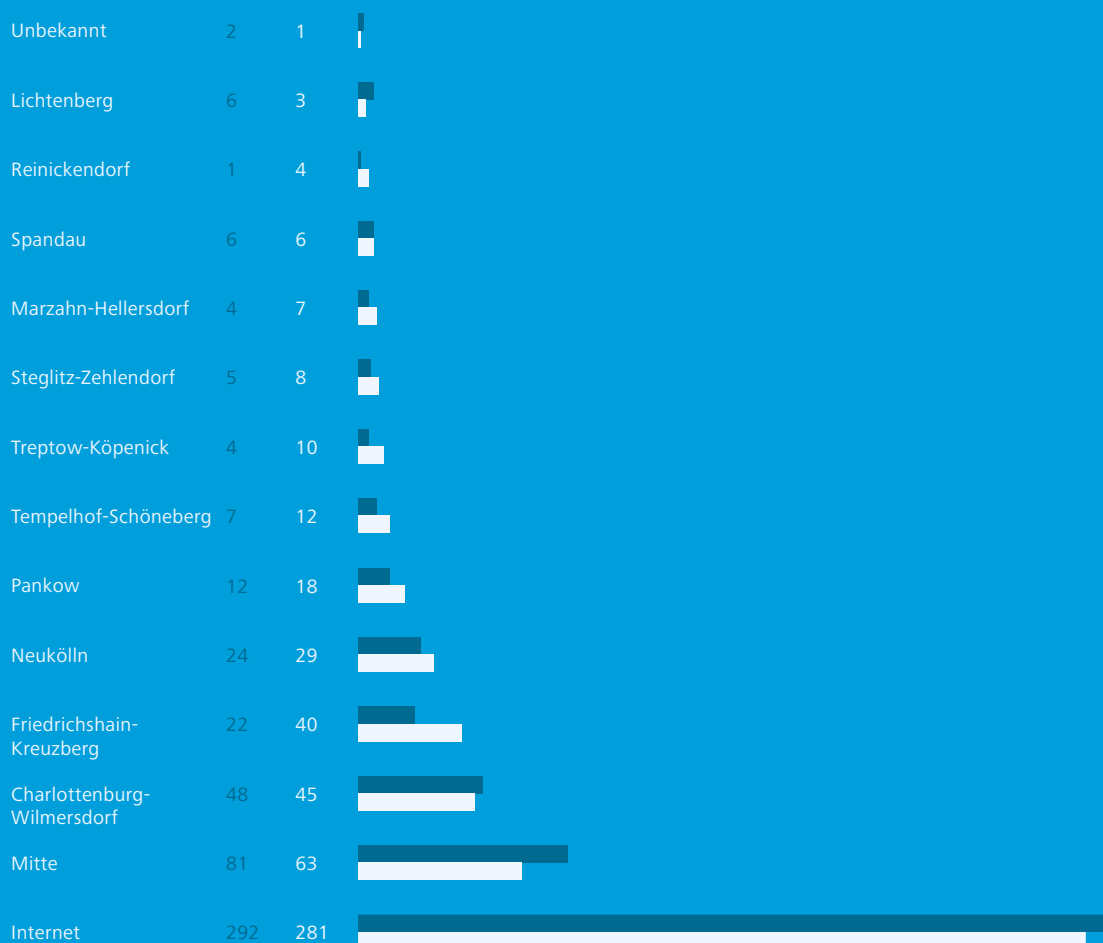 Unbekannt 2 1
Lichtenberg 6 3
Reinickendorf 1 4
Spandau 6 6
Marzahn-Hellersdorf 4 7
Steglitz-Zehlendorf 5 8
Treptow-Köpenick 4 10
Tempelhof-Schöneberg 7 12
Pankow 12 18
Neukölln 24 29
Friedrichshain- 22 40
Kreuzberg
Charlottenburg- 48 45
Wilmersdorf
Mitte 81 63
Internet 292 281